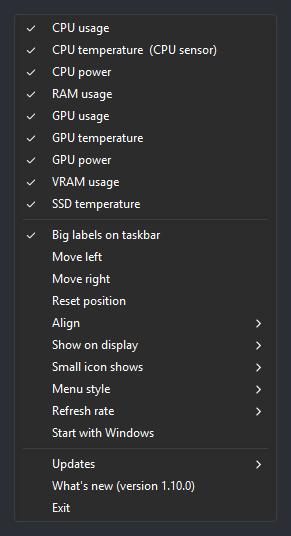 CPU usage
CPU temperature (CPU sensor)
CPU power
RAM usage
GPU usage
GPU temperature
GPU power
VRAM usage
SSD temperature
Big labels on taskbar
Move left
Move right
Reset position
Align
Show on display
Small icon shows
Menu style
Refresh rate
Start with Windows
Updates
What's new (version 1.10.0)
Exit